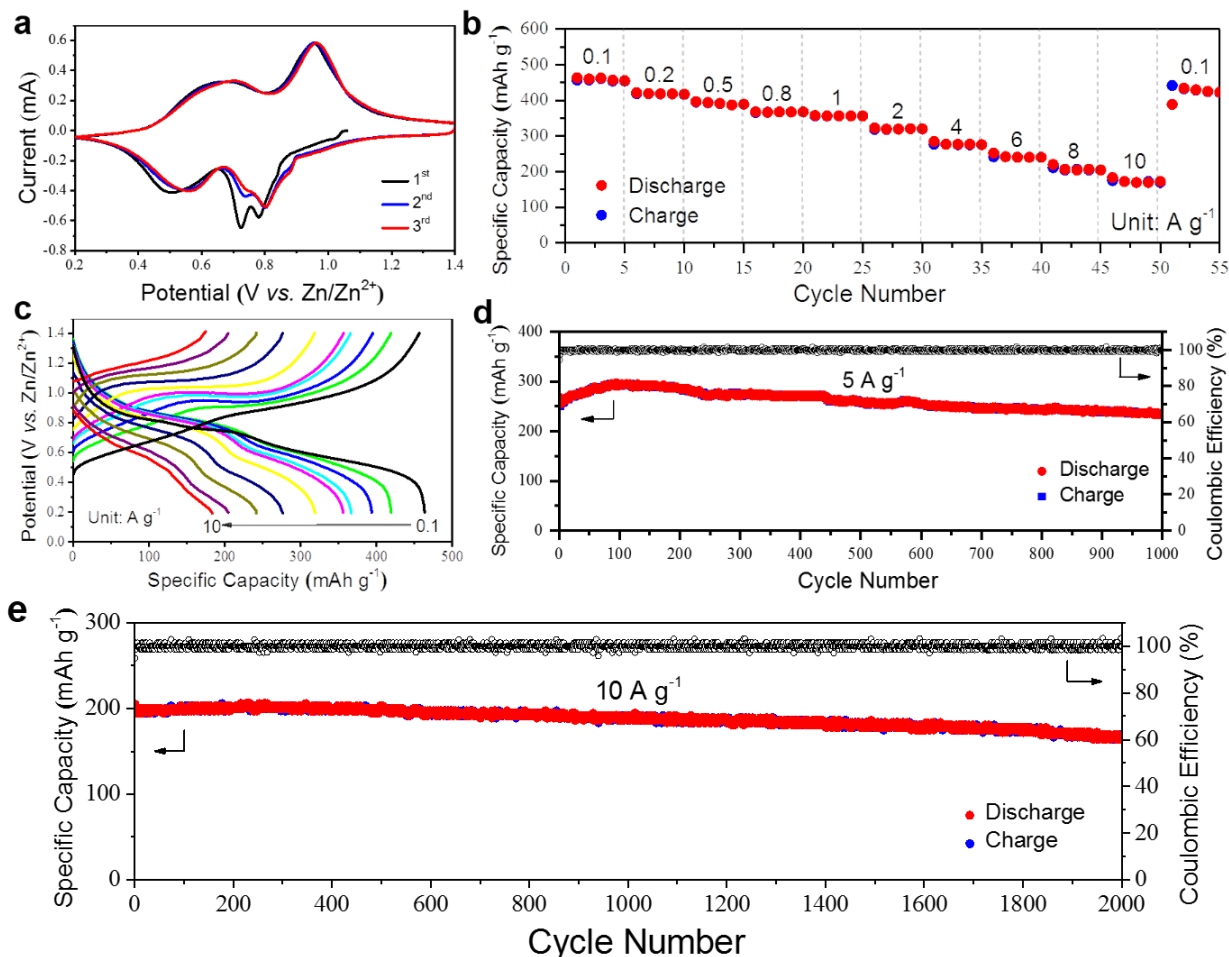 a
Current (mA)
0.6
0.4
0.2
0.0
-0.2
-0.4
-0.6
-0.8
1st
2nd
3rd
0.2 0.4 0.6 0.8 1.0 1.2 1.4
Potential (V vs. Zn/Zn2+)
b
Specific Capacity (mAh g-1)
600
500
400
300
200
100
0
0.1 0.2 0.5 0.8 1 2 4 6 8 10 0.1
Discharge
Charge
Unit: A g-1
0 5 10 15 20 25 30 35 40 45 50 55
Cycle Number
c
Potential (V vs. Zn/Zn2+)
1.4
1.2
1.0
0.8
0.6
0.4
0.2
0.0
Unit: A g-1
10 0.1
0 100 200 300 400 500
Specific Capacity (mAh g-1)
d
Specific Capacity (mAh g-1)
400
350
300
250
200
150
100
50
0
5 A g-1
Discharge
Charge
100
80
60
40
20
0
Coulombic Efficiency (%)
0 100 200 300 400 500 600 700 800 900 1000
Cycle Number
e
Specific Capacity (mAh g-1)
300
200
100
0
10 A g-1
Discharge
Charge
100
80
60
40
20
0
Coulombic Efficiency (%)
0 200 400 600 800 1000 1200 1400 1600 1800 2000
Cycle Number